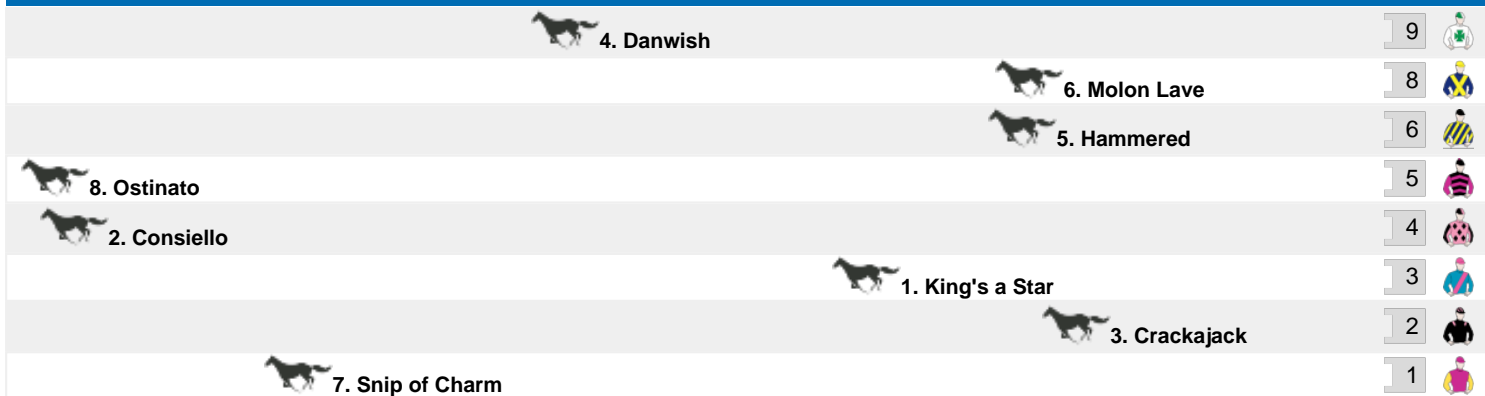 4. Danwish 9
6. Molon Lave 8
5. Hammered 6
8. Ostinato 5
2. Consiello 4
1. King's a Star 3
3. Crackajack 2
7. Snip of Charm 1